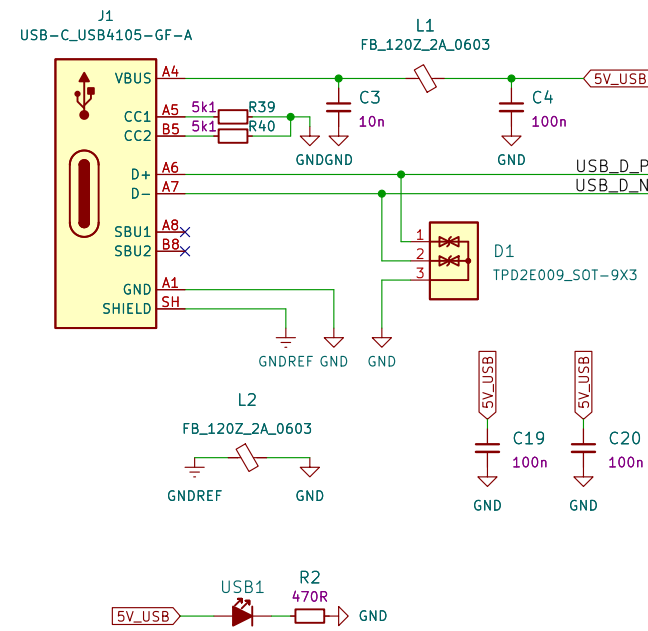 J1
USB-C_USB4105-GF-A
VBUS A4
CC1 A5
CC2 B5
D+ A6
D- A7
SBU1 A8
SBU2 B8
GND A1
SHIELD SH
5k1 R39
5k1 R40
GND
GND
C3
10n
L1
FB_120Z_2A_0603
C4
100n
GND
5V_USB
USB_D_P
USB_D_N
1
2
3
D1
TPD2E009_SOT-9X3
GNDREF
GND
GND
L2
FB_120Z_2A_0603
GNDREF
GND
5V_USB
C19
100n
GND
5V_USB
C20
100n
GND
USB1
R2
470R
5V_USB
GND